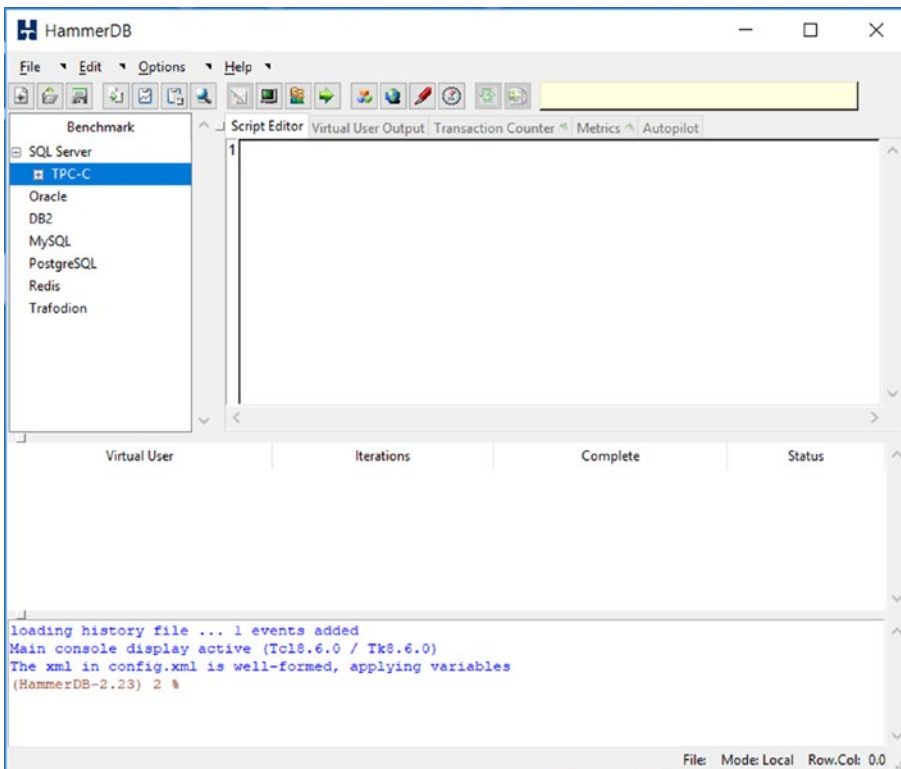 HammerDB
File Edit Options Help
Benchmark
SQL Server
TPC-C
Oracle
DB2
MySQL
PostgreSQL
Redis
Trafodion
Script Editor Virtual User Output Transaction Counter Metrics Autopilot
1
Virtual User Iterations Complete Status
loading history file ... 1 events added
Main console display active (Tcl8.6.0 / Tk8.6.0)
The xml in config.xml is well-formed, applying variables
(HammerDB-2.23) 2 %
File: Mode: Local Row.Col: 0.0